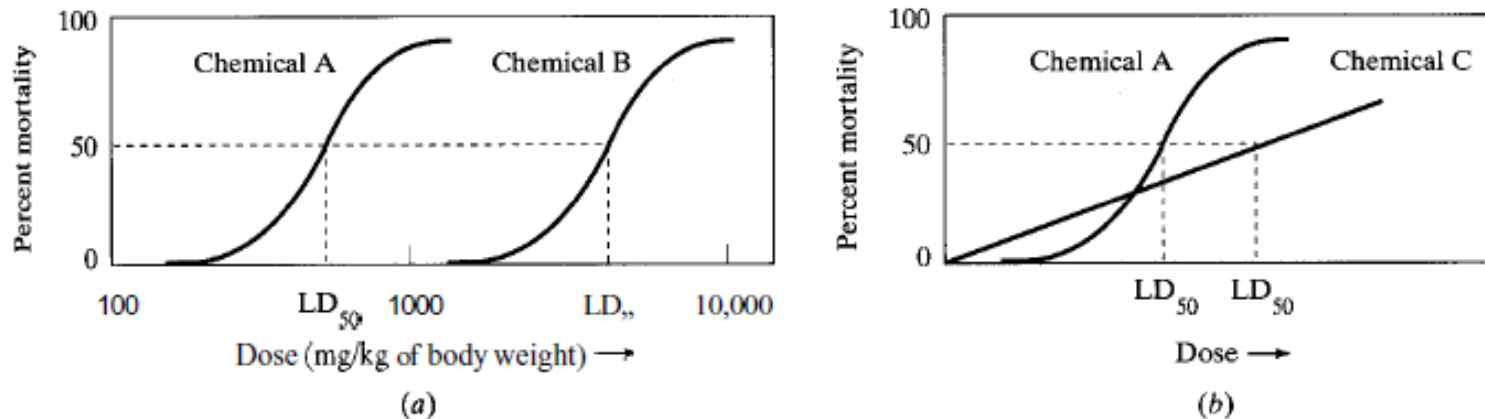 Percent mortality
100
50
0
Chemical A
Chemical B
100
LD50
1000
LD,,
10,000
Dose (mg/kg of body weight) →
(a)
Percent mortality
100
50
0
Chemical A
Chemical C
LD50
LD50
Dose →
(b)